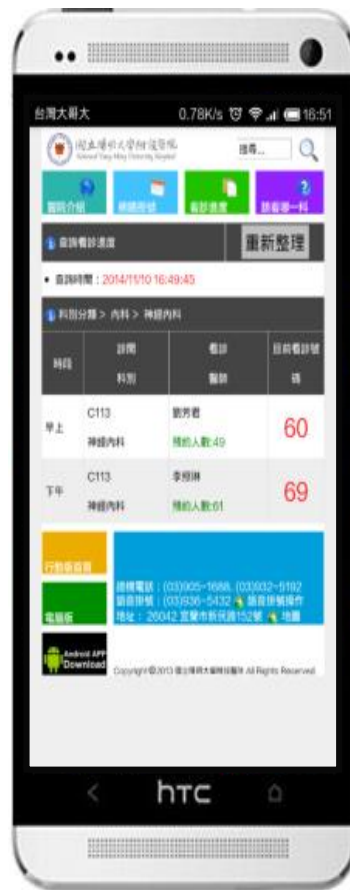 台灣大哥大 0.78K/s 16:51
國立陽明大學附設醫院
National Yang-Ming University Hospital
搜尋...
醫院介紹 網路掛號 看診進度 該看哪一科
查詢看診進度 重新整理
查詢時間：2014/11/10 16:49:45
科別分類 > 內科 > 神經內科
時段 診間 看診 目前看診號
科別 醫師 碼
早上 C113 劉芳君 60
神經內科 預約人數:49
下午 C113 69
神經內科 預約人數:61
行動版首頁
電腦版
總機電話：(03)905-1688, (03)932-5192
語音掛號：(03)936-5432 語音掛號操作
地址：26042 宜蘭市新民路152號 地圖
Android APP
Download
Copyright©2013 國立陽明大學附設醫院 All Rights Reserved
hTC